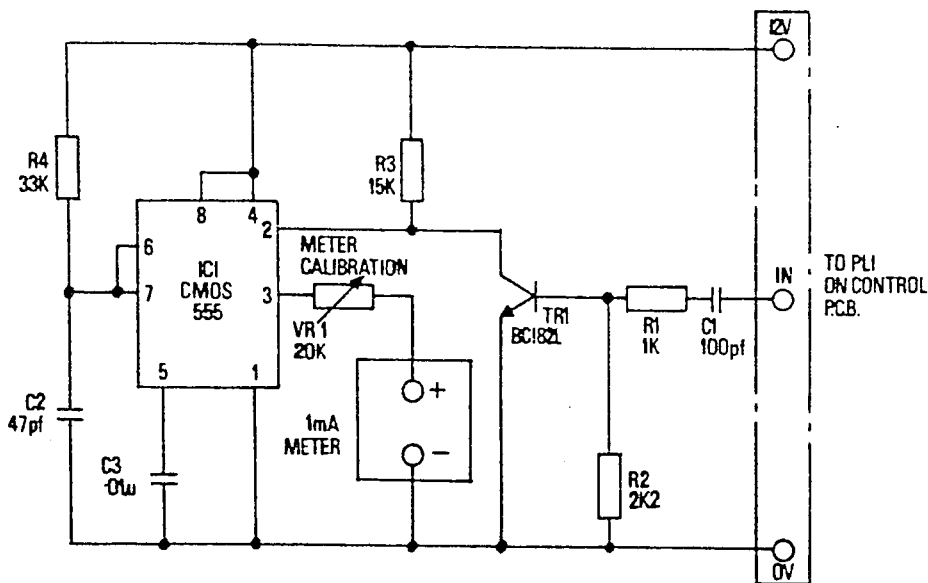 12V
R4
33K
R3
15K
8
4
2
6
IC1
CMOS
555
7
3
METER
CALIBRATION
VR1
20K
5
1
C2
47pf
C3
·01u
+
1mA
METER
−
TR1
BC182L
R1
1K
C1
100pf
IN
TO PL1
ON CONTROL
P.C.B.
R2
2K2
0V